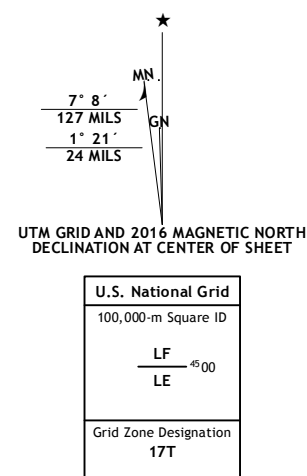 ★
MN
7° 8´
127 MILS
GN
1° 21´
24 MILS
UTM GRID AND 2016 MAGNETIC NORTH
DECLINATION AT CENTER OF SHEET
U.S. National Grid
100,000-m Square ID
LF
4500
LE
Grid Zone Designation
17T